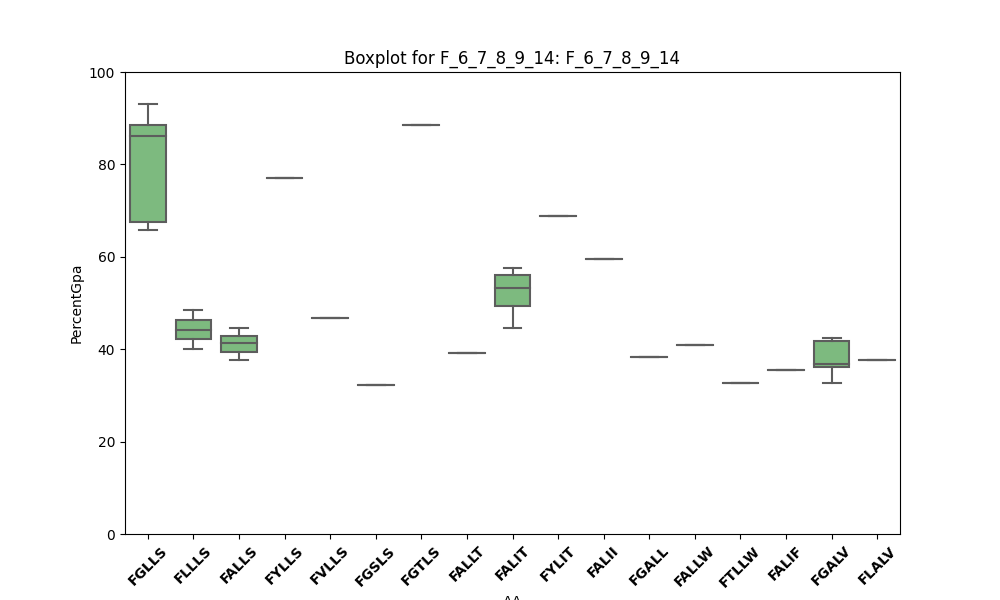 Boxplot for F_6_7_8_9_14: F_6_7_8_9_14
100
80
60
40
20
0
PercentGpa
FGLLS FLLLS FALLS FYLLS FVLLS FGSLS FGTLS FALLT FALIT FYLIT FALII FGALL FALLW FTLLW FALIF FGALV FLALV
AA